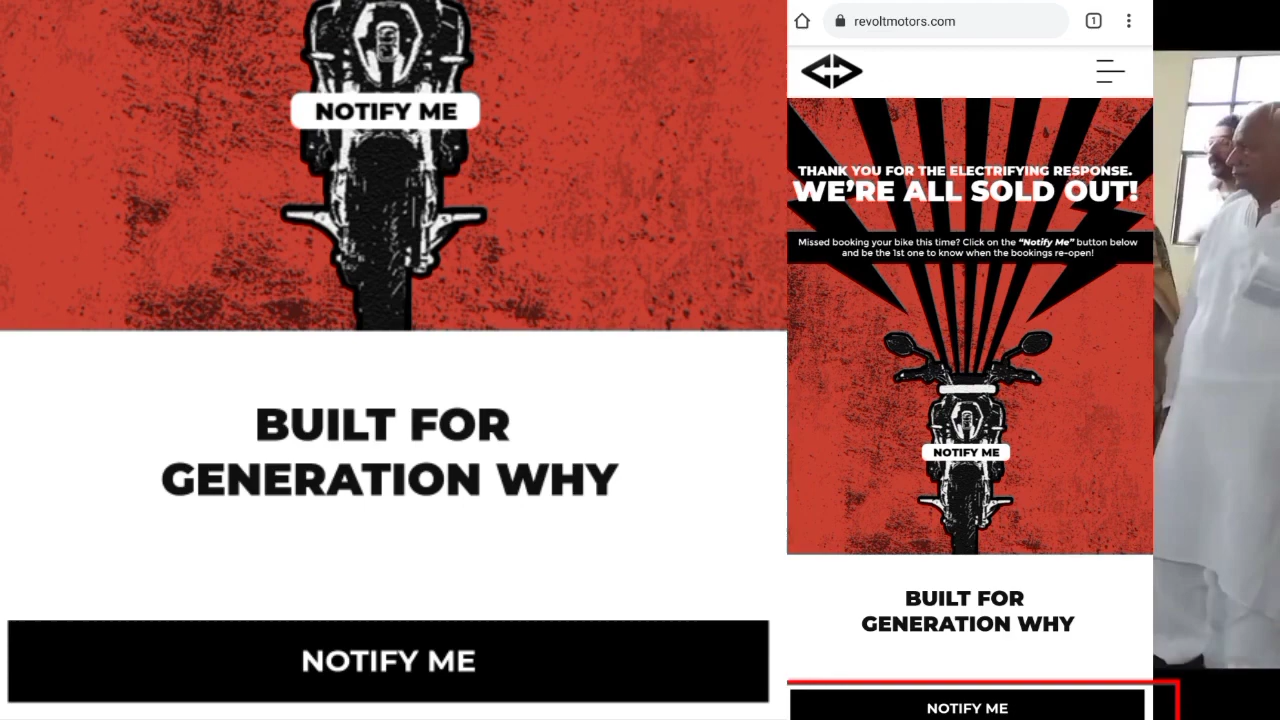 NOTIFY ME
BUILT FOR
GENERATION WHY
NOTIFY ME
revoltmotors.com
1
THANK YOU FOR THE ELECTRIFYING RESPONSE.
WE'RE ALL SOLD OUT!
Missed booking your bike this time? Click on the "Notify Me" button below
and be the 1st one to know when the bookings re-open!
NOTIFY ME
BUILT FOR
GENERATION WHY
NOTIFY ME